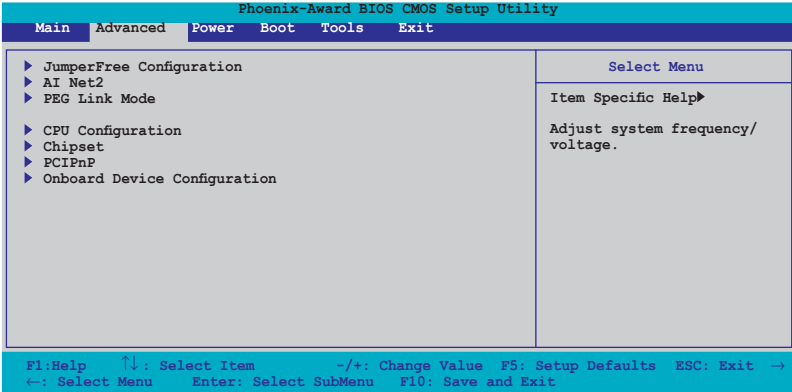 Phoenix-Award BIOS CMOS Setup Utility
Main Advanced Power Boot Tools Exit
JumperFree Configuration
AI Net2
PEG Link Mode
CPU Configuration
Chipset
PCIPnP
Onboard Device Configuration
Select Menu
Item Specific Help
Adjust system frequency/
voltage.
F1:Help ↑↓: Select Item -/+: Change Value F5: Setup Defaults ESC: Exit →
←: Select Menu Enter: Select SubMenu F10: Save and Exit